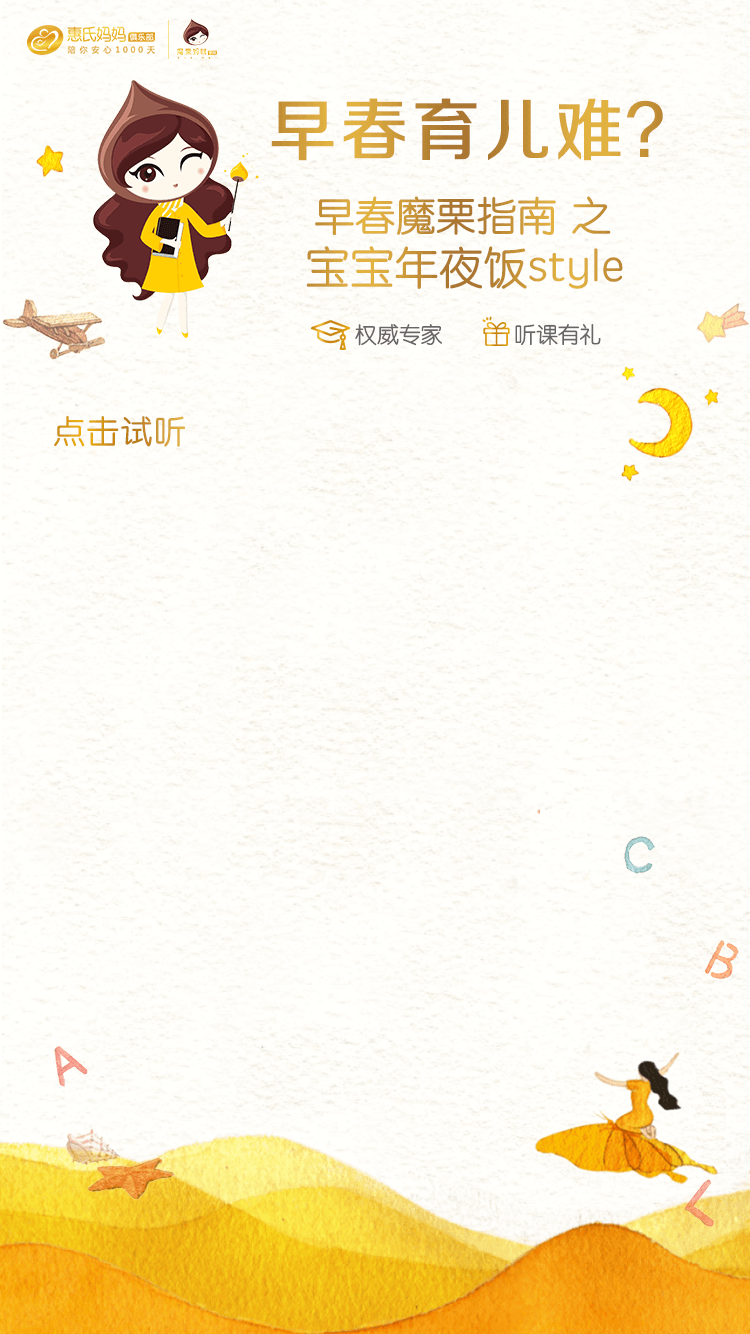 惠氏妈妈俱乐部
陪你安心1000天
魔栗妈妈
早春育儿难?
早春魔栗指南 之
宝宝年夜饭style
权威专家
听课有礼
点击试听
C
B
A
L